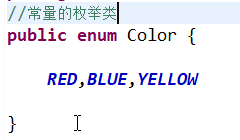 //常量的枚举类
public enum Color {
RED,BLUE,YELLOW
}